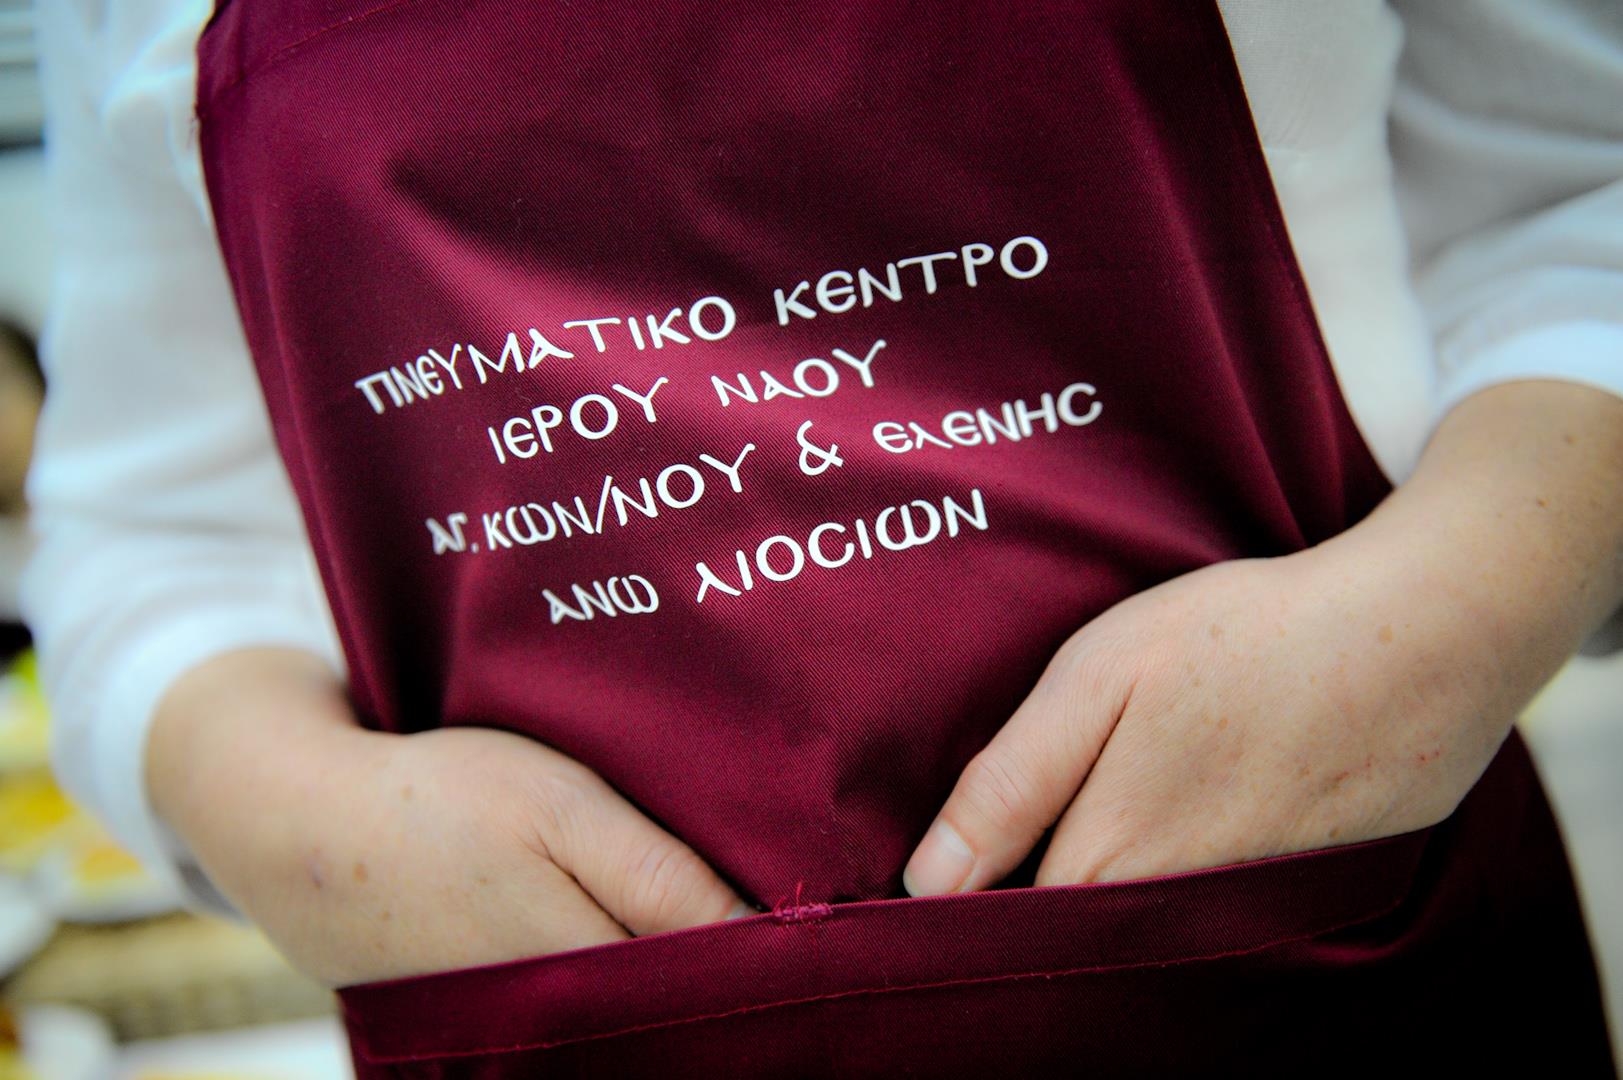 ΠΝΕΥΜΑΤΙΚΟ ΚΕΝΤΡΟ
ΙΕΡΟΥ ΝΑΟΥ
ΑΓ. ΚΩΝ/ΝΟΥ & ΕΛΕΝΗϹ
ΑΝΩ ΛΙΟϹΙΩΝ